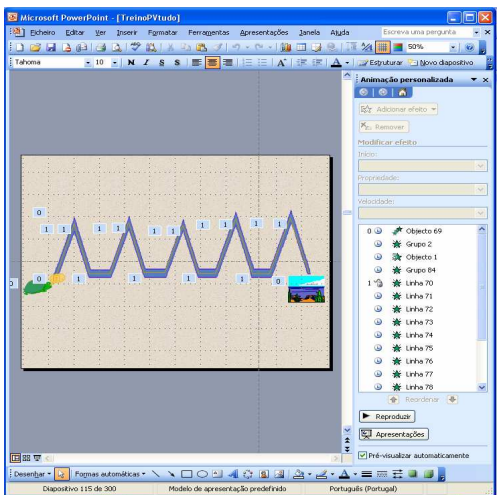 Microsoft PowerPoint - [TreinoPVtudo]
Ficheiro Editar Ver Inserir Formatar Ferramentas Apresentações Janela Ajuda Escreva uma pergunta
50%
Tahoma 10 N I S S A A Estruturar Novo diapositivo
Animação personalizada
Adicionar efeito
Remover
Modificar efeito
Início:
Propriedade:
Velocidade:
0 Objecto 69
Grupo 2
Objecto 1
Grupo 84
1 Linha 70
Linha 71
Linha 72
Linha 73
Linha 74
Linha 75
Linha 76
Linha 77
Linha 78
Reordenar
Reproduzir
Apresentações
Pré-visualizar automaticamente
0
1 1 1 1 1 1 1 1 1
0 0 1 1 1 1 0
Desenhar Formas automáticas
Diapositivo 115 de 300 Modelo de apresentação predefinido Português (Portugal)